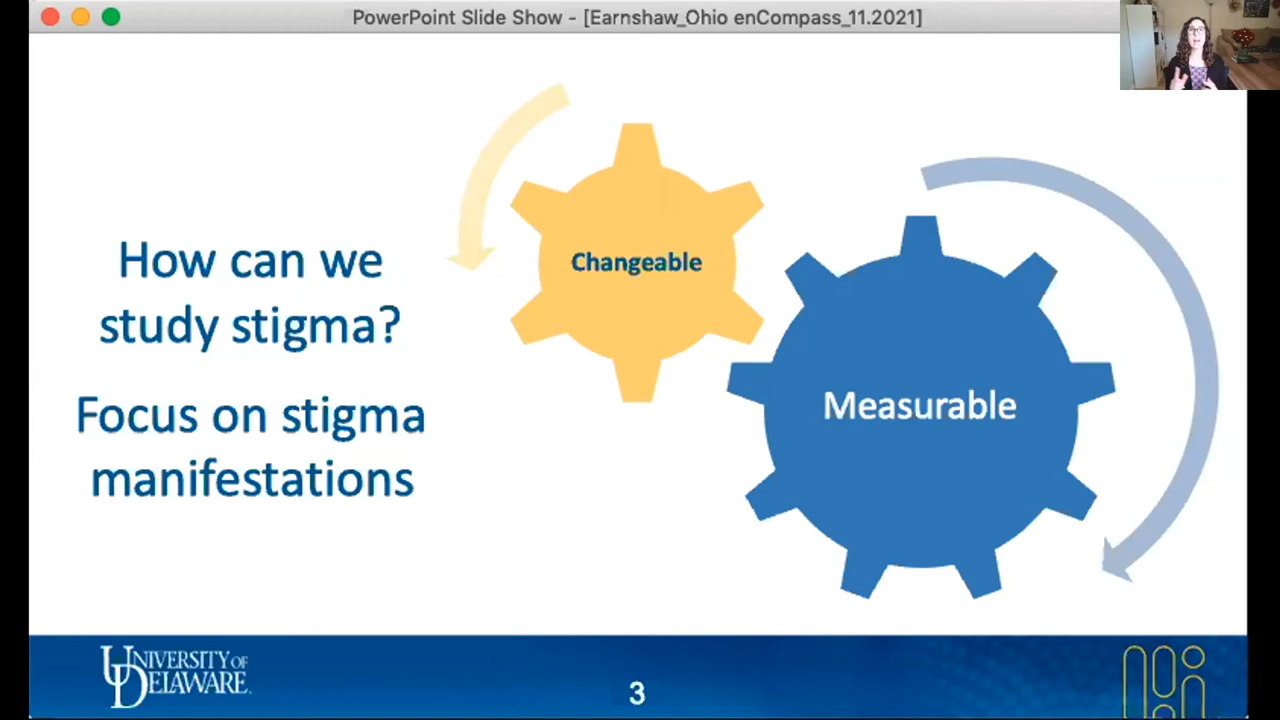 PowerPoint Slide Show - [Earnshaw_Ohio enCompass_11.2021]
How can we
study stigma?
Focus on stigma
manifestations
Changeable
Measurable
UNIVERSITY OF
DELAWARE.
3